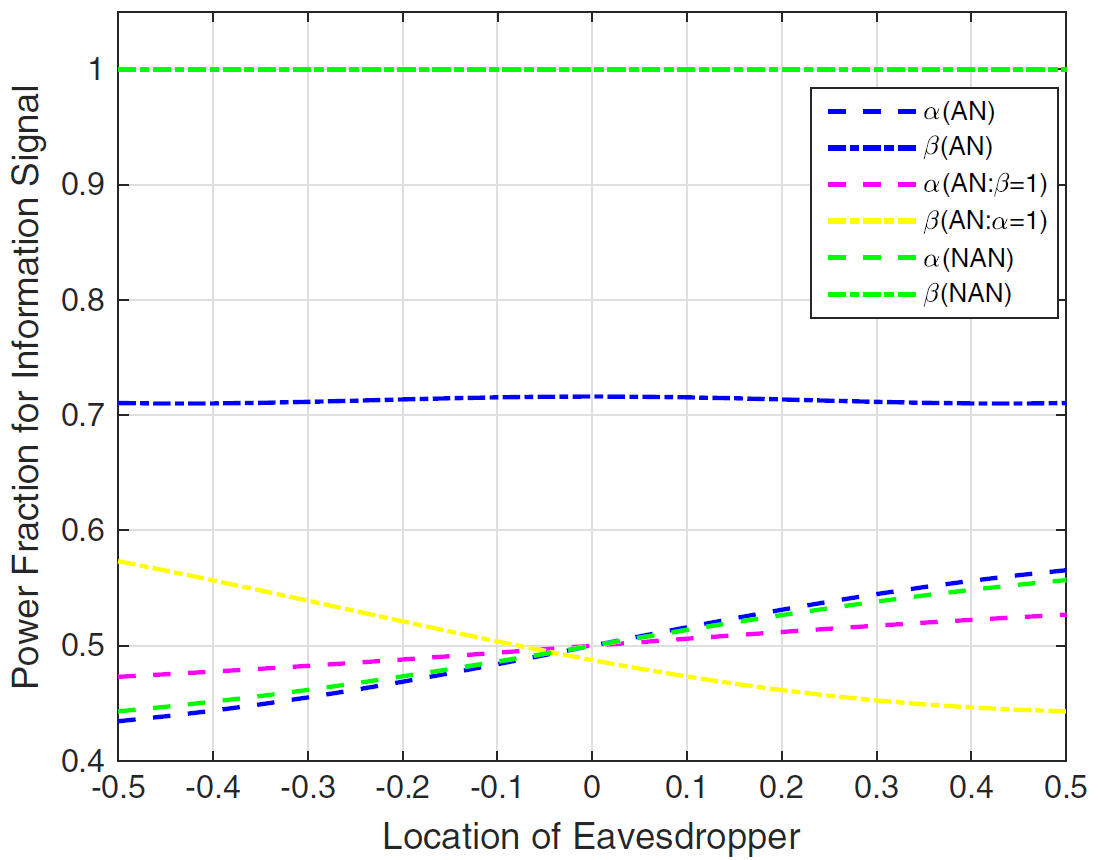 Power Fraction for Information Signal
1
0.9
0.8
0.7
0.6
0.5
0.4
α(AN)
β(AN)
α(AN:β=1)
β(AN:α=1)
α(NAN)
β(NAN)
-0.5 -0.4 -0.3 -0.2 -0.1 0 0.1 0.2 0.3 0.4 0.5
Location of Eavesdropper